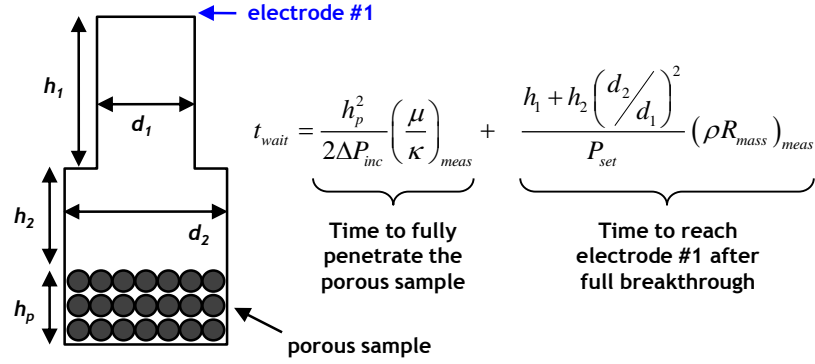 electrode #1
h1
d1
h2
d2
hp
porous sample
t_wait = h_p^2 / 2ΔP_inc (μ/κ)_meas + h_1 + h_2 (d_2/d_1)^2 / P_set (ρR_mass)_meas
Time to fully
penetrate the
porous sample
Time to reach
electrode #1 after
full breakthrough